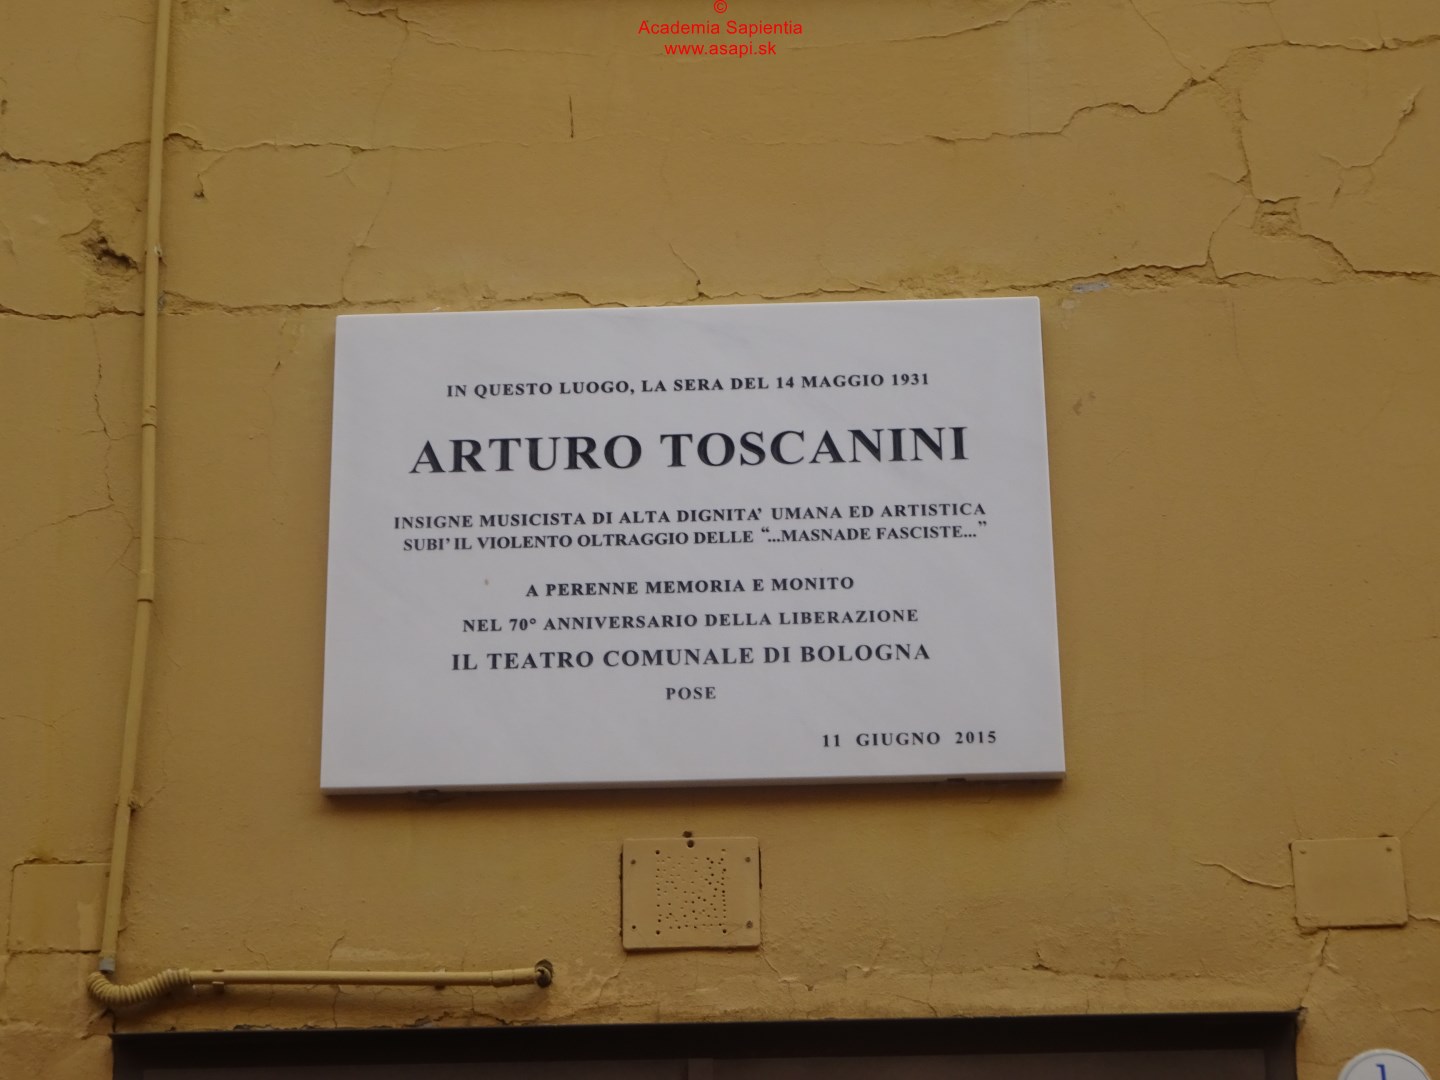 ©
Academia Sapientia
www.asapi.sk
IN QUESTO LUOGO, LA SERA DEL 14 MAGGIO 1931
ARTURO TOSCANINI
INSIGNE MUSICISTA DI ALTA DIGNITA' UMANA ED ARTISTICA
SUBI' IL VIOLENTO OLTRAGGIO DELLE “...MASNADE FASCISTE...”
A PERENNE MEMORIA E MONITO
NEL 70° ANNIVERSARIO DELLA LIBERAZIONE
IL TEATRO COMUNALE DI BOLOGNA
POSE
11 GIUGNO 2015
1